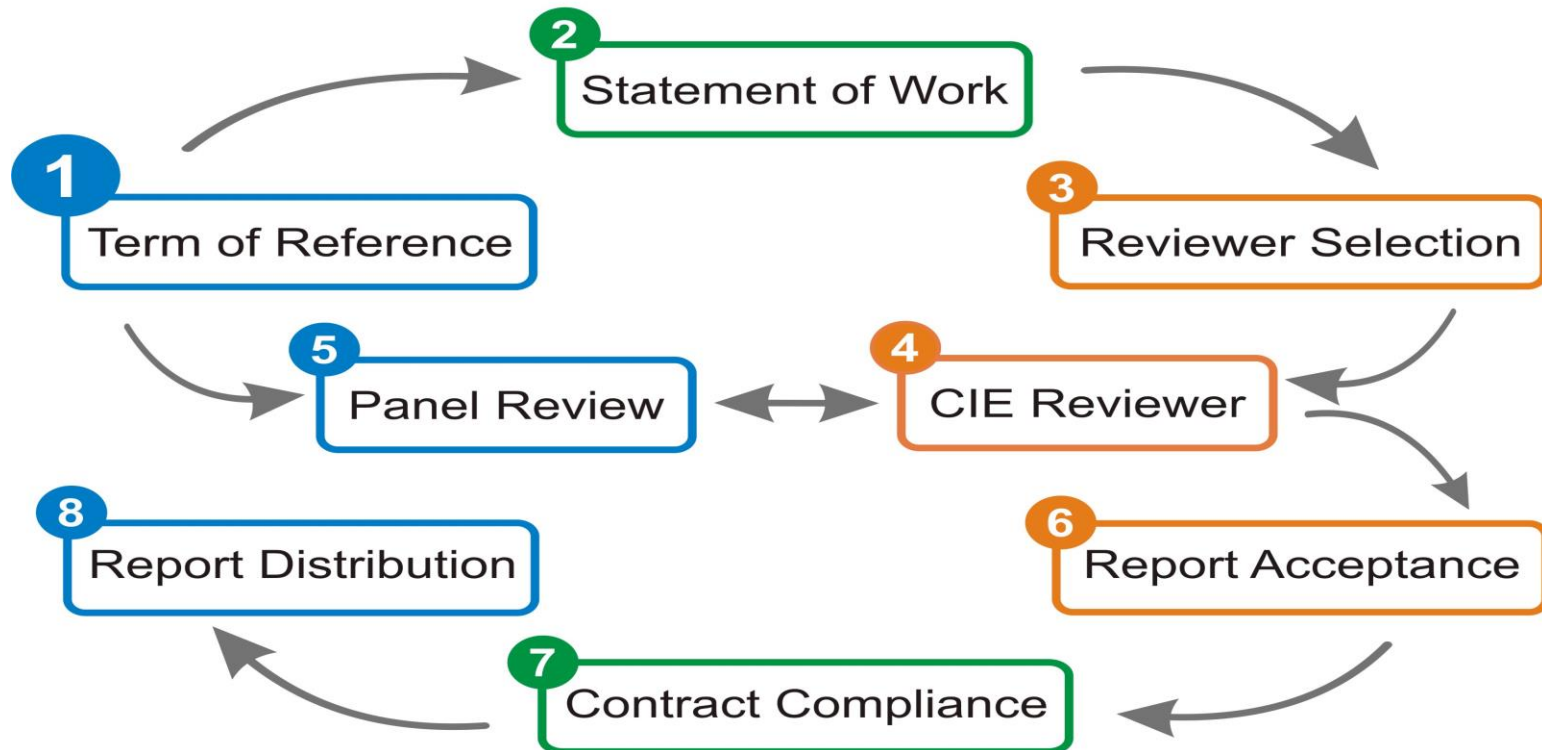 1
Term of Reference
2
Statement of Work
3
Reviewer Selection
4
CIE Reviewer
5
Panel Review
6
Report Acceptance
7
Contract Compliance
8
Report Distribution